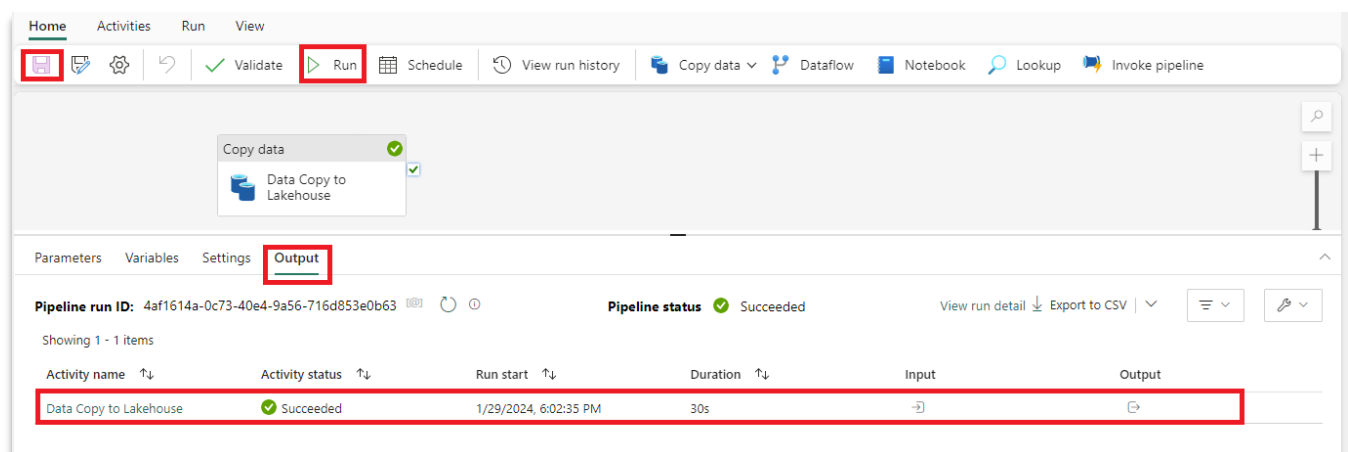 Home Activities Run View
Validate Run Schedule View run history Copy data Dataflow Notebook Lookup Invoke pipeline
Copy data
Data Copy to
Lakehouse
Parameters Variables Settings Output
Pipeline run ID: 4af1614a-0c73-40e4-9a56-716d853e0b63 Pipeline status Succeeded View run detail Export to CSV
Showing 1 - 1 items
Activity name Activity status Run start Duration Input Output
Data Copy to Lakehouse Succeeded 1/29/2024, 6:02:35 PM 30s